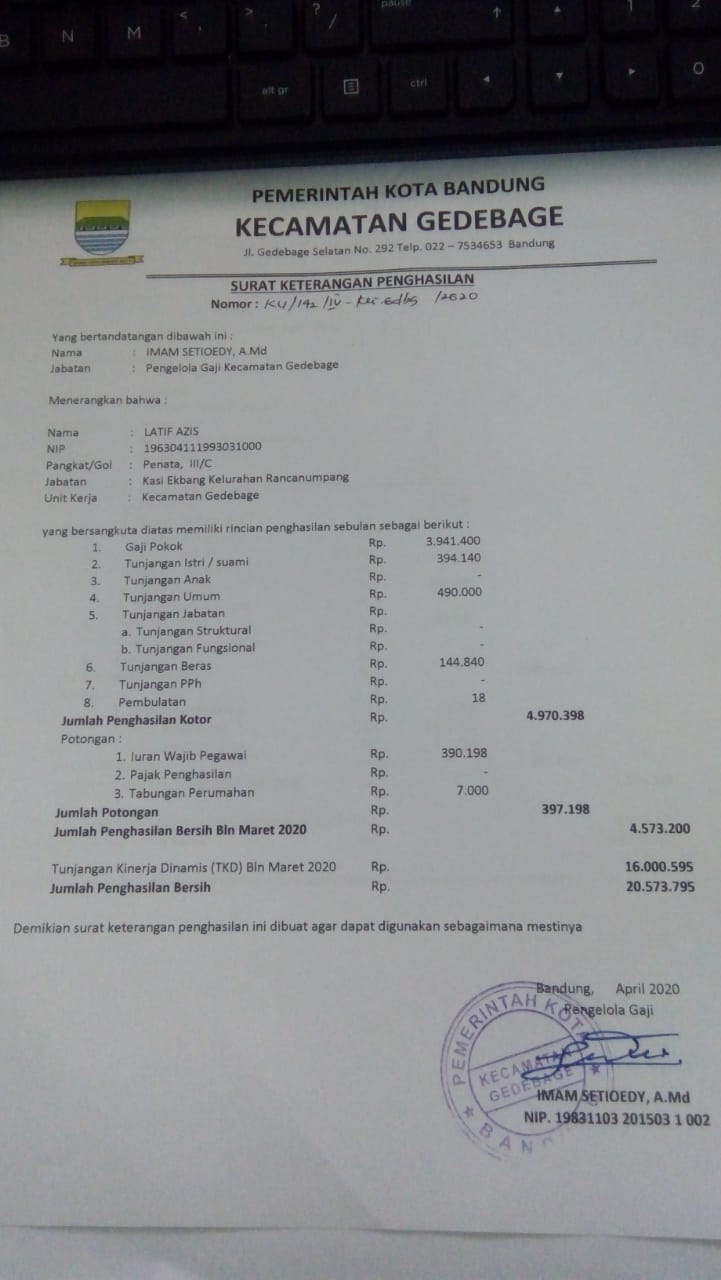 B N M < , > . ? / pause ↑ 1 2
alt gr ctrl 0
PEMERINTAH KOTA BANDUNG
KECAMATAN GEDEBAGE
Jl. Gedebage Selatan No. 292 Telp. 022 – 7534653 Bandung
SURAT KETERANGAN PENGHASILAN
Nomor : KU/142/IV-Kec.Gdbg /2020
Yang bertandatangan dibawah ini :
Nama : IMAM SETIOEDY, A.Md
Jabatan : Pengelola Gaji Kecamatan Gedebage
Menerangkan bahwa :
Nama : LATIF AZIS
NIP : 196304111993031000
Pangkat/Gol : Penata, III/C
Jabatan : Kasi Ekbang Kelurahan Rancanumpang
Unit Kerja : Kecamatan Gedebage
yang bersangkuta diatas memiliki rincian penghasilan sebulan sebagai berikut :
1. Gaji Pokok Rp. 3.941.400
2. Tunjangan Istri / suami Rp. 394.140
3. Tunjangan Anak Rp. -
4. Tunjangan Umum Rp. 490.000
5. Tunjangan Jabatan Rp.
a. Tunjangan Struktural Rp. -
b. Tunjangan Fungsional Rp. -
6. Tunjangan Beras Rp. 144.840
7. Tunjangan PPh Rp. -
8. Pembulatan Rp. 18
Jumlah Penghasilan Kotor Rp. 4.970.398
Potongan :
1. Iuran Wajib Pegawai Rp. 390.198
2. Pajak Penghasilan Rp. -
3. Tabungan Perumahan Rp. 7.000
Jumlah Potongan Rp. 397.198
Jumlah Penghasilan Bersih Bln Maret 2020 Rp. 4.573.200
Tunjangan Kinerja Dinamis (TKD) Bln Maret 2020 Rp. 16.000.595
Jumlah Penghasilan Bersih Rp. 20.573.795
Demikian surat keterangan penghasilan ini dibuat agar dapat digunakan sebagaimana mestinya
Bandung, April 2020
Pengelola Gaji
PEMERINTAH KOTA
KECAMATAN
GEDEBAGE
IMAM SETIOEDY, A.Md
NIP. 19831103 201503 1 002